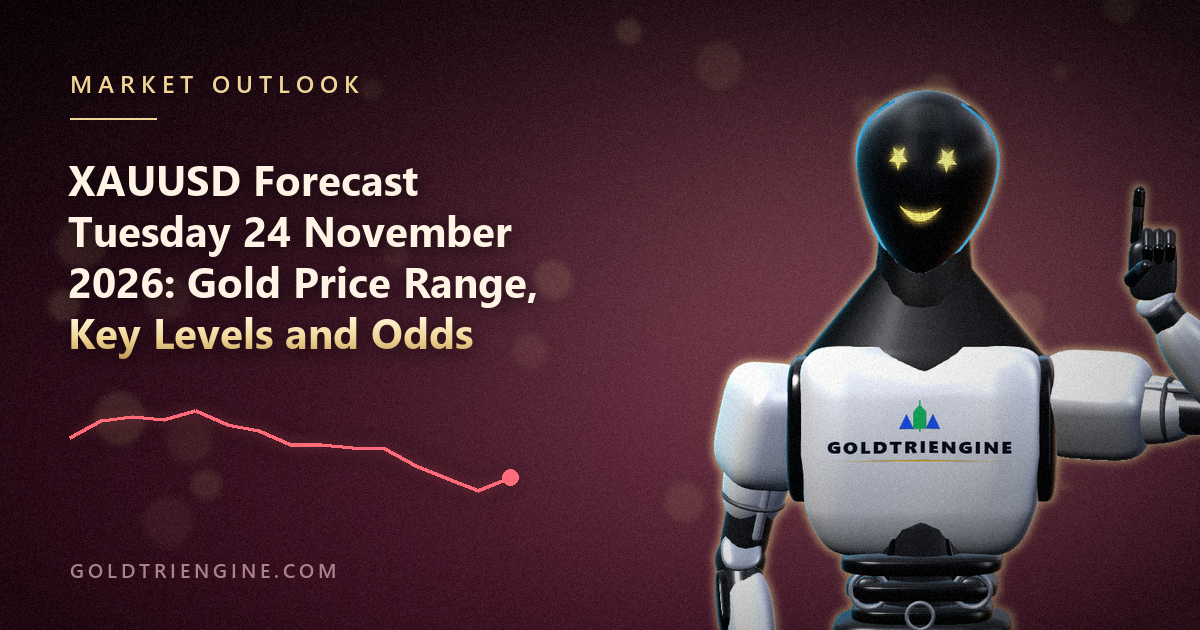 MARKET OUTLOOK
XAUUSD Forecast
Tuesday 24 November
2026: Gold Price Range,
Key Levels and Odds
GOLDTRIENGINE
GOLDTRIENGINE.COM